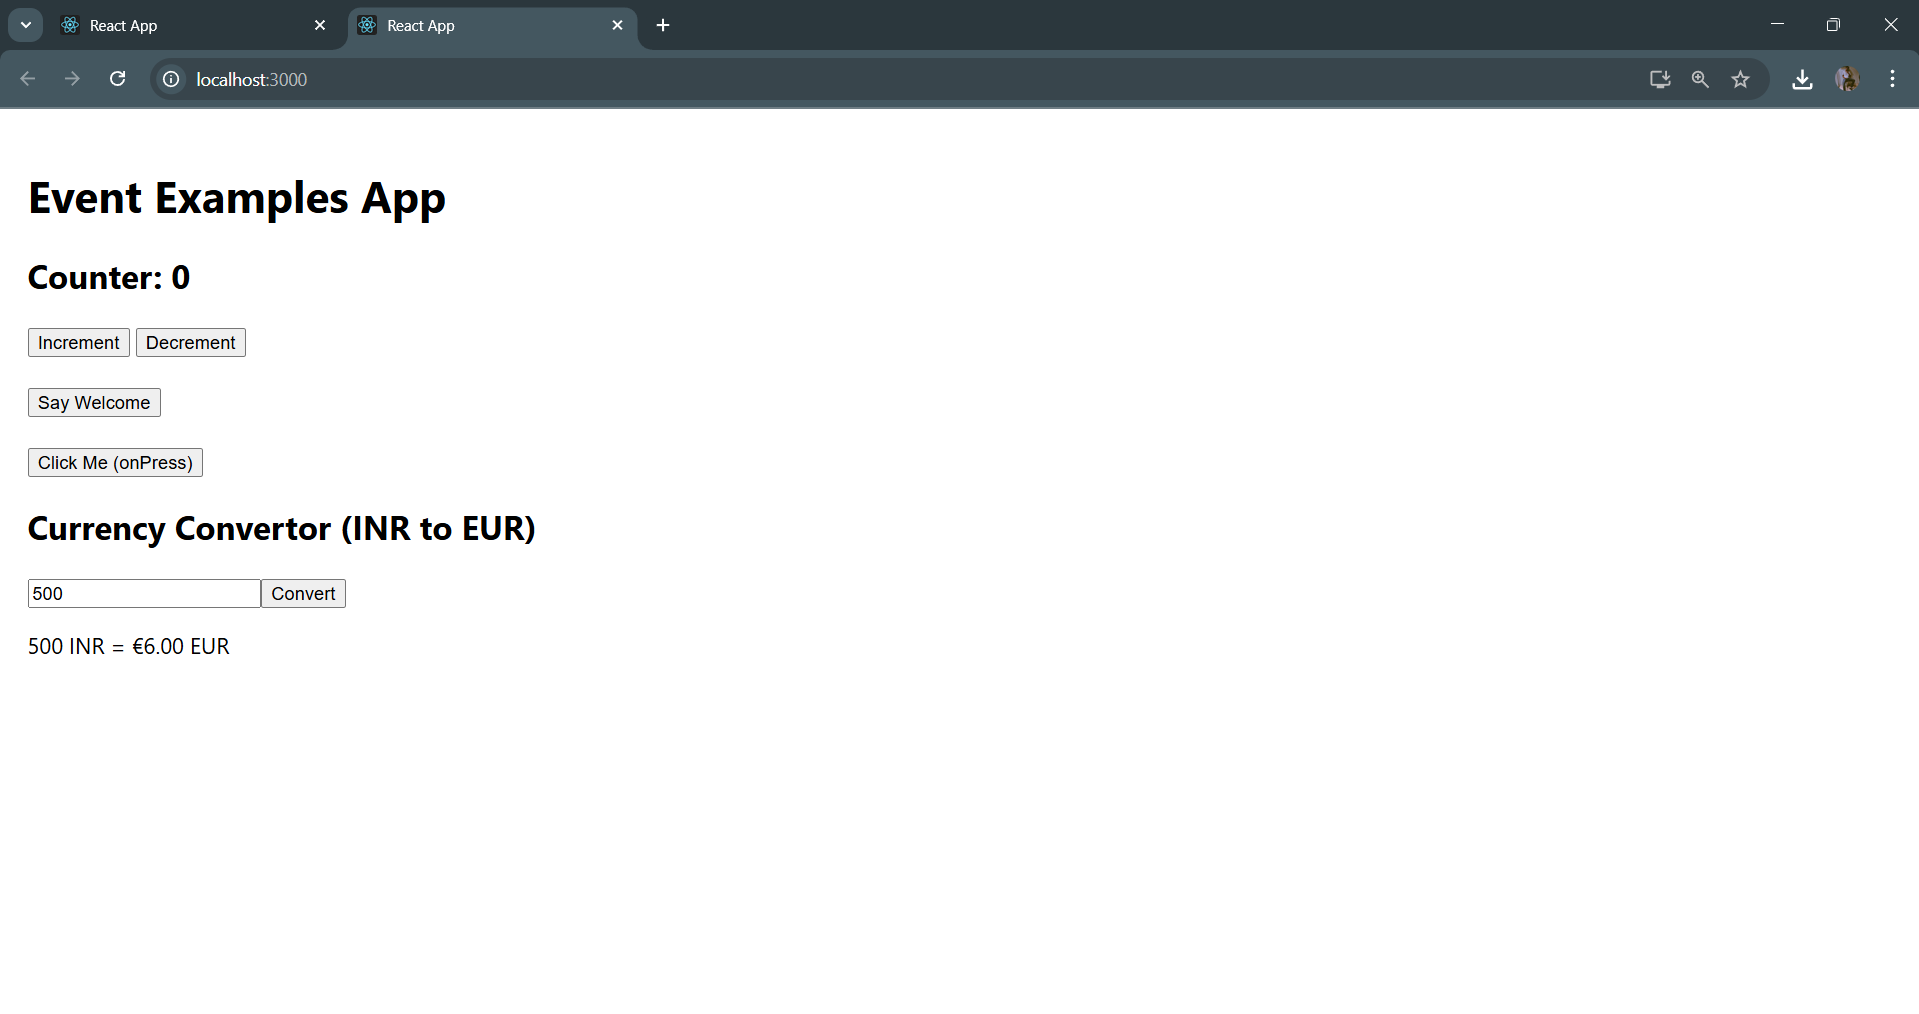 React App
React App
localhost:3000
Event Examples App
Counter: 0
Increment Decrement
Say Welcome
Click Me (onPress)
Currency Convertor (INR to EUR)
500 Convert
500 INR = €6.00 EUR